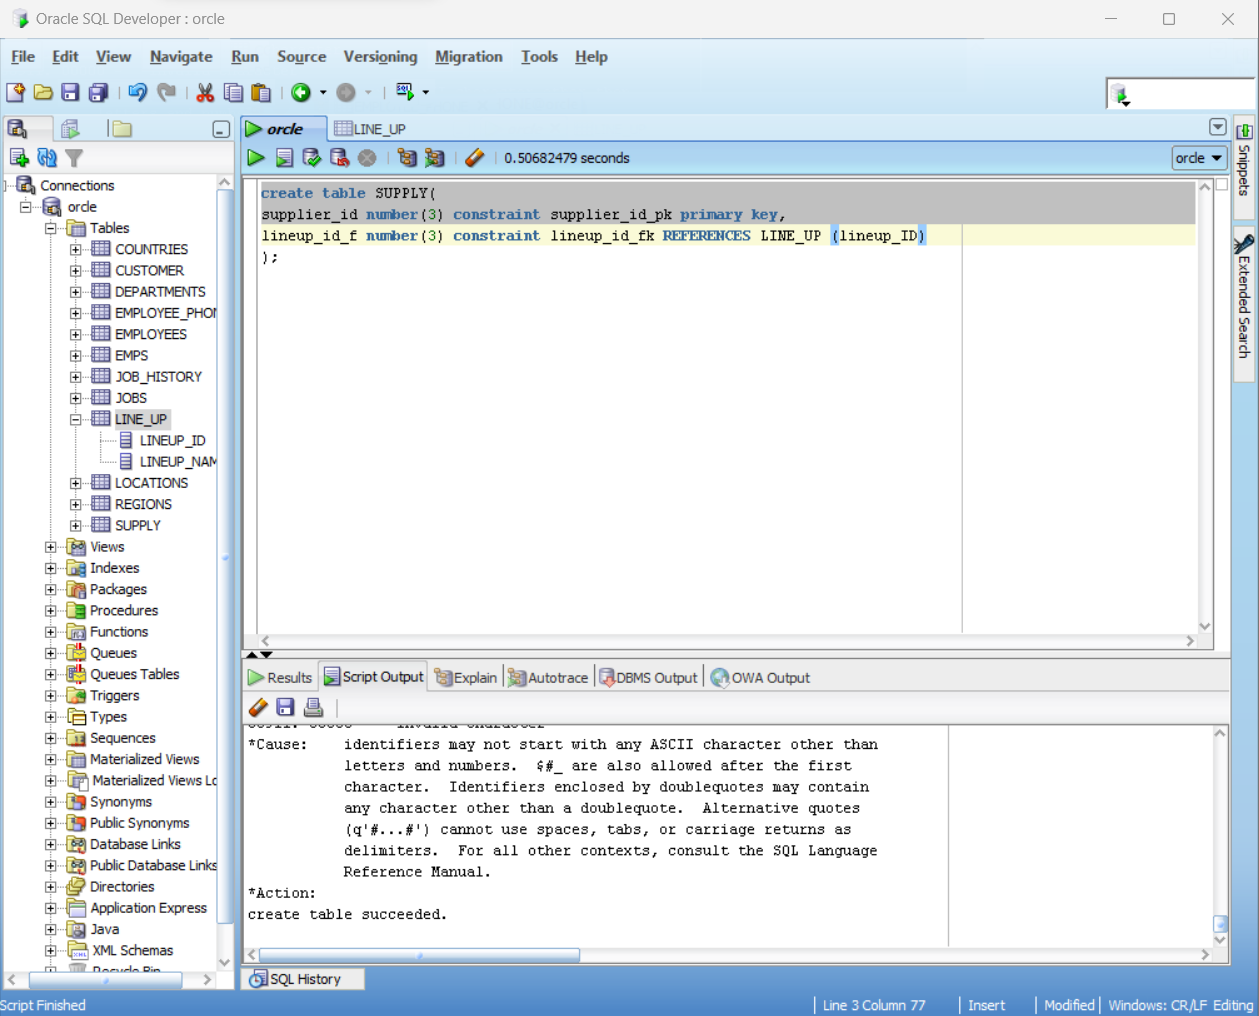 Oracle SQL Developer : orcle
File Edit View Navigate Run Source Versioning Migration Tools Help
orcle LINE_UP
0.50682479 seconds orcle
Snippets
Extended Search
Connections
orcle
Tables
COUNTRIES
CUSTOMER
DEPARTMENTS
EMPLOYEE_PHO
EMPLOYEES
EMPS
JOB_HISTORY
JOBS
LINE_UP
LINEUP_ID
LINEUP_NAM
LOCATIONS
REGIONS
SUPPLY
Views
Indexes
Packages
Procedures
Functions
Queues
Queues Tables
Triggers
Types
Sequences
Materialized Views
Materialized Views Lo
Synonyms
Public Synonyms
Database Links
Public Database Links
Directories
Application Express
Java
XML Schemas
Recycle Bin
create table SUPPLY(
supplier_id number(3) constraint supplier_id_pk primary key,
lineup_id_f number(3) constraint lineup_id_fk REFERENCES LINE_UP (lineup_ID)
);
Results Script Output Explain Autotrace DBMS Output OWA Output
*Cause: identifiers may not start with any ASCII character other than
letters and numbers. $#_ are also allowed after the first
character. Identifiers enclosed by doublequotes may contain
any character other than a doublequote. Alternative quotes
(q'#...#') cannot use spaces, tabs, or carriage returns as
delimiters. For all other contexts, consult the SQL Language
Reference Manual.
*Action:
create table succeeded.
SQL History
Script Finished Line 3 Column 77 Insert Modified Windows: CR/LF Editing